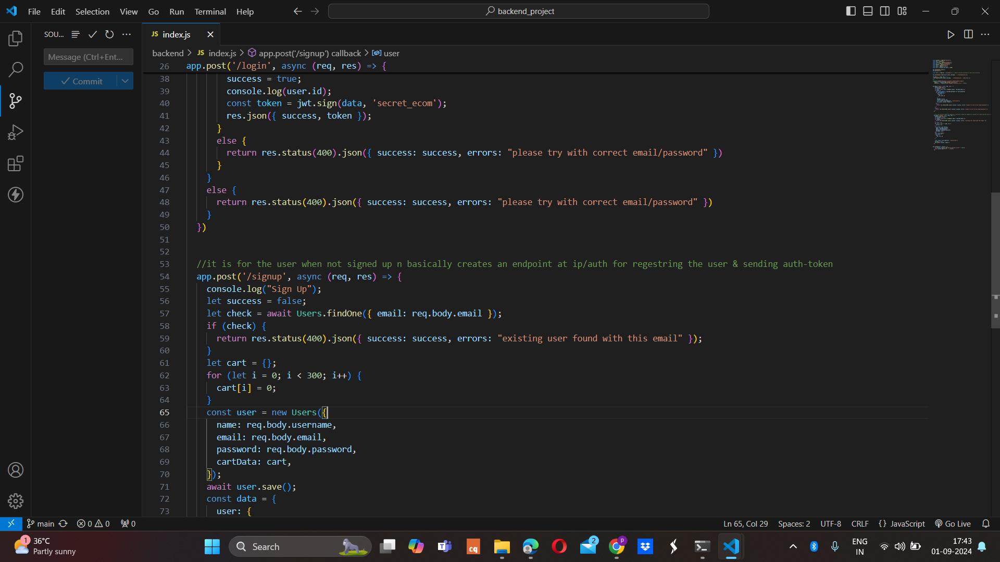 File Edit Selection View Go Run Terminal Help
backend_project
SOU...
JS index.js
Message (Ctrl+Ent...
Commit
backend > JS index.js > app.post('/signup') callback > user
26 app.post('/login', async (req, res) => {
38 success = true;
39 console.log(user.id);
40 const token = jwt.sign(data, 'secret_ecom');
41 res.json({ success, token });
42 }
43 else {
44 return res.status(400).json({ success: success, errors: "please try with correct email/password" })
45 }
46 }
47 else {
48 return res.status(400).json({ success: success, errors: "please try with correct email/password" })
49 }
50 })
51
52
53 //it is for the user when not signed up n basically creates an endpoint at ip/auth for regestring the user & sending auth-token
54 app.post('/signup', async (req, res) => {
55 console.log("Sign Up");
56 let success = false;
57 let check = await Users.findOne({ email: req.body.email });
58 if (check) {
59 return res.status(400).json({ success: success, errors: "existing user found with this email" });
60 }
61 let cart = {};
62 for (let i = 0; i < 300; i++) {
63 cart[i] = 0;
64 }
65 const user = new Users({
66 name: req.body.username,
67 email: req.body.email,
68 password: req.body.password,
69 cartData: cart,
70 });
71 await user.save();
72 const data = {
73 user: {
main 0 0 0 Ln 65, Col 29 Spaces: 2 UTF-8 CRLF {} JavaScript Go Live
1 36°C
Partly sunny
Search
cq
2
p
ENG
IN
17:43
01-09-2024